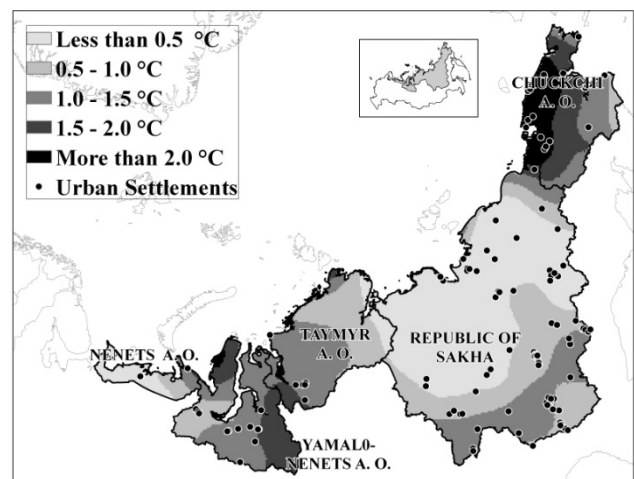 Less than 0.5 °C
0.5 - 1.0 °C
1.0 - 1.5 °C
1.5 - 2.0 °C
More than 2.0 °C
Urban Settlements
CHUCKCHI
A. O.
NENETS A. O.
TAYMYR
A. O.
REPUBLIC OF
SAKHA
YAMAL0-
NENETS A. O.